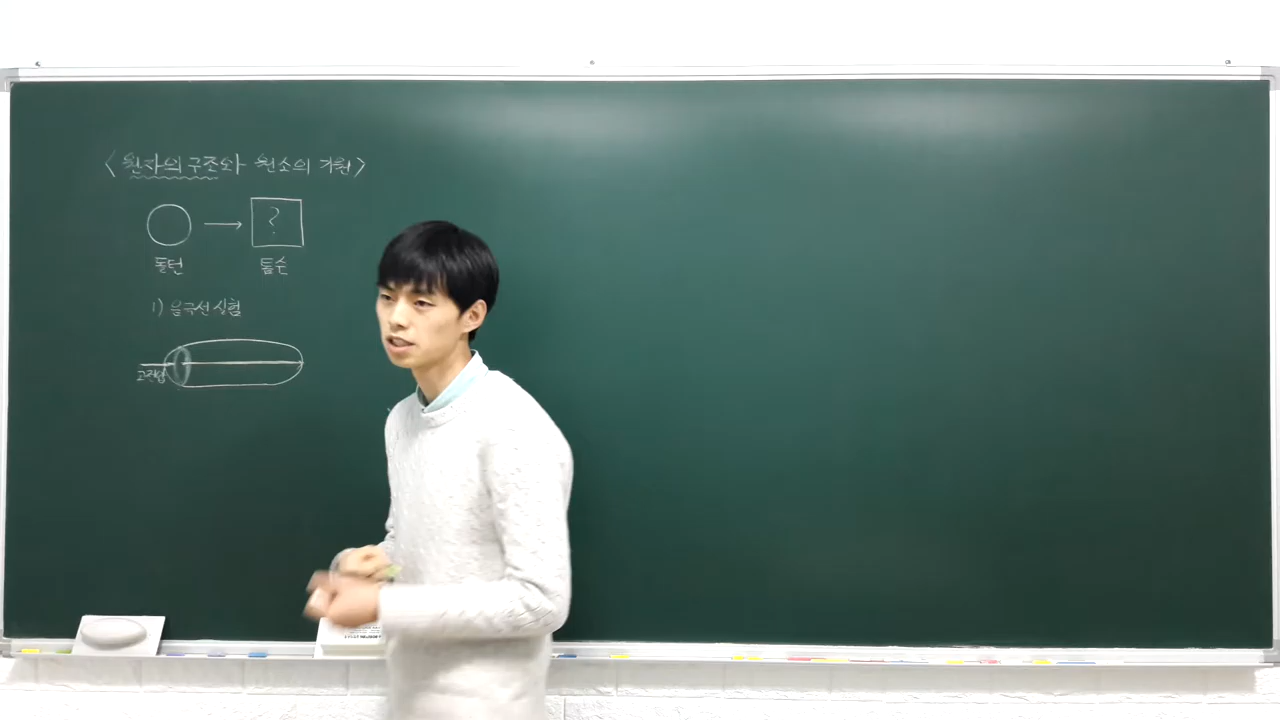 <원자의 구조와 원소의 기원>
?
돌턴 톰슨
1) 음극선 실험
고전압